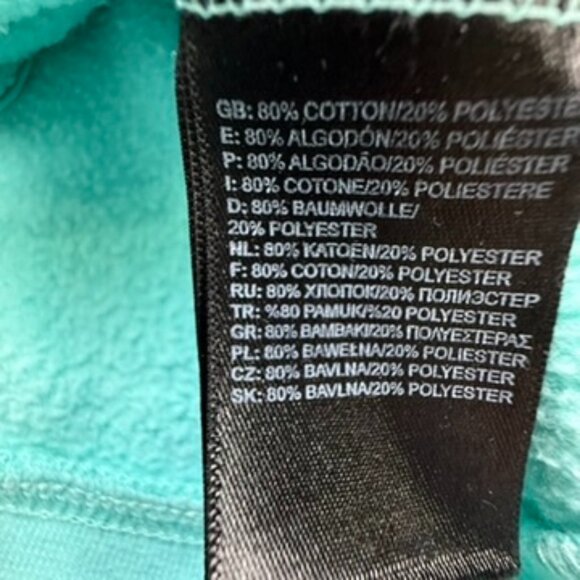 GB: 80% COTTON/20% POLYESTER
E: 80% ALGODÓN/20% POLIÉSTER
P: 80% ALGODÃO/20% POLIÉSTER
I: 80% COTONE/20% POLIESTERE
D: 80% BAUMWOLLE/
20% POLYESTER
NL: 80% KATOEN/20% POLYESTER
F: 80% COTON/20% POLYESTER
RU: 80% ХЛОПОК/20% ПОЛИЭСТЕР
TR: %80 PAMUK/%20 POLYESTER
GR: 80% ΒΑΜΒΑΚΙ/20% ΠΟΛΥΕΣΤΕΡΑΣ
PL: 80% BAWEŁNA/20% POLIESTER
CZ: 80% BAVLNA/20% POLYESTER
SK: 80% BAVLNA/20% POLYESTER